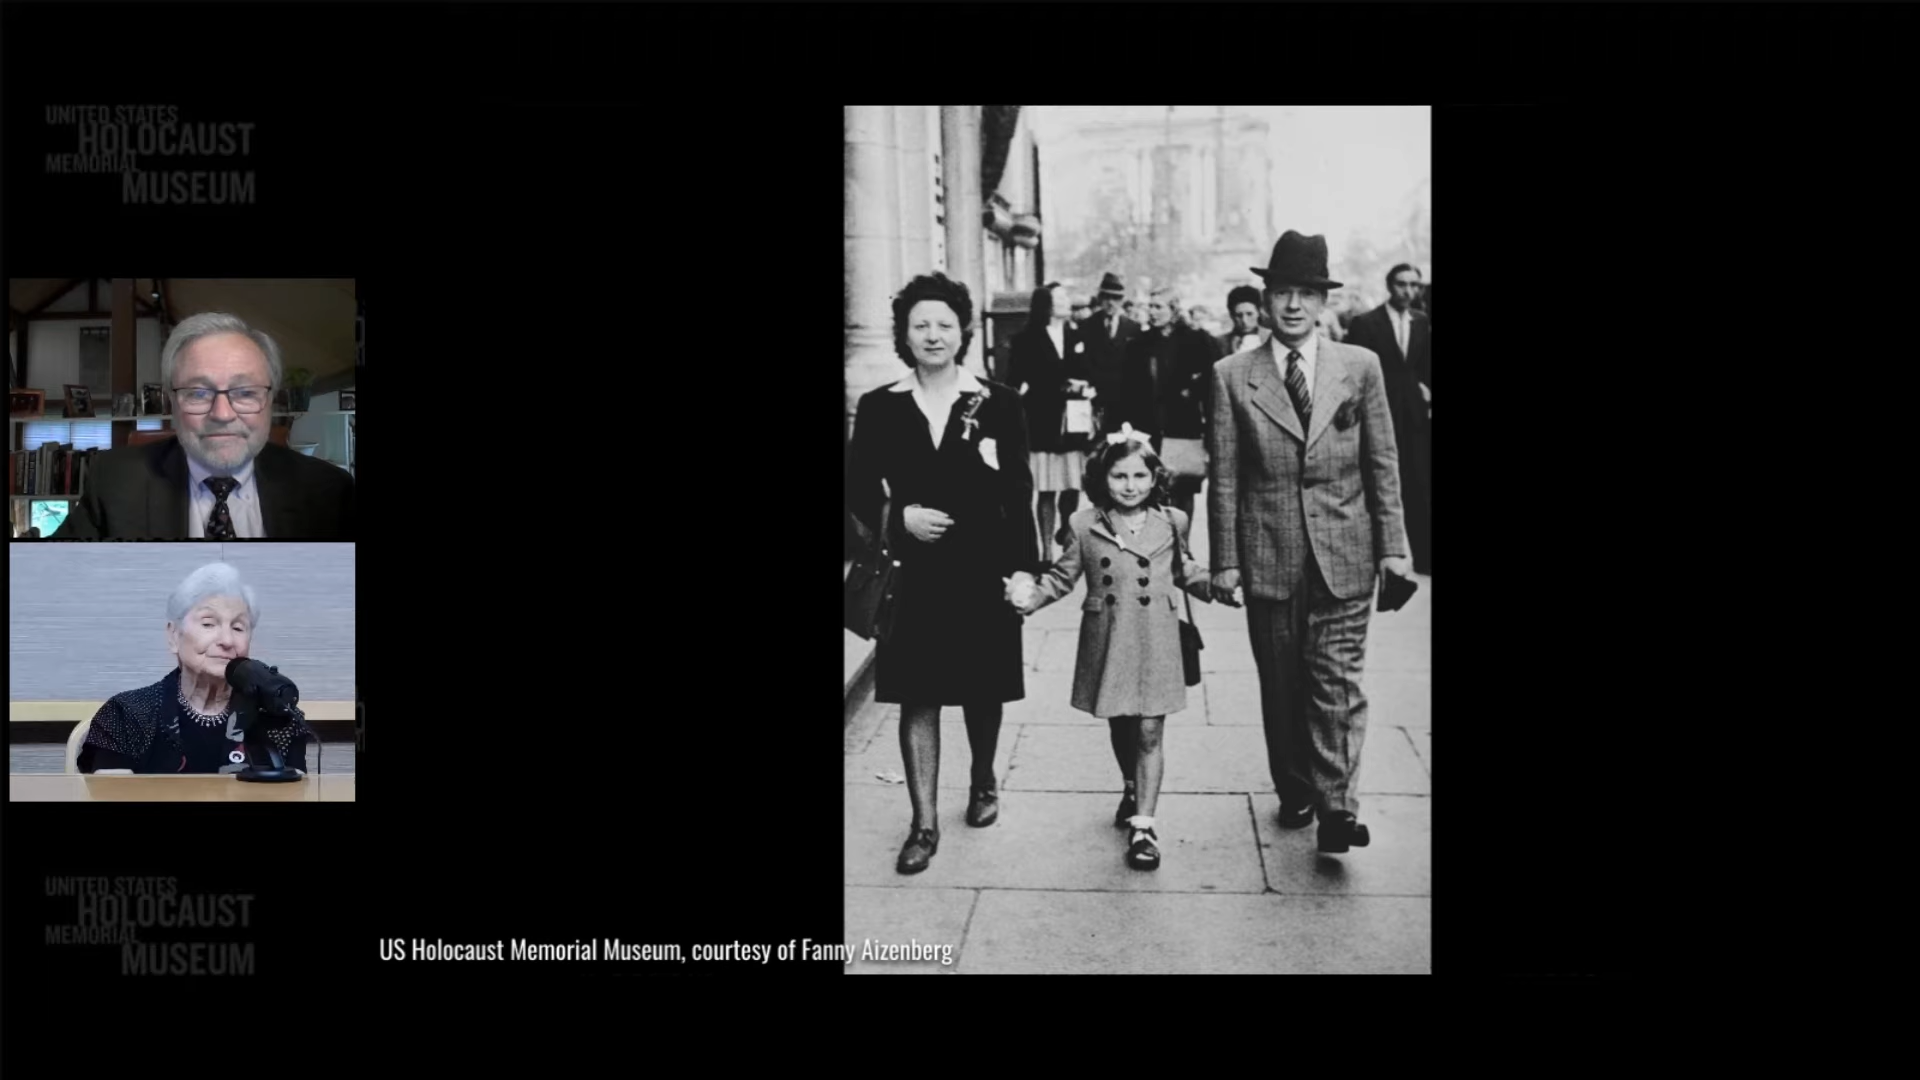 UNITED STATES
HOLOCAUST
MEMORIAL
MUSEUM
UNITED STATES
HOLOCAUST
MEMORIAL
MUSEUM
US Holocaust Memorial Museum, courtesy of Fanny Aizenberg